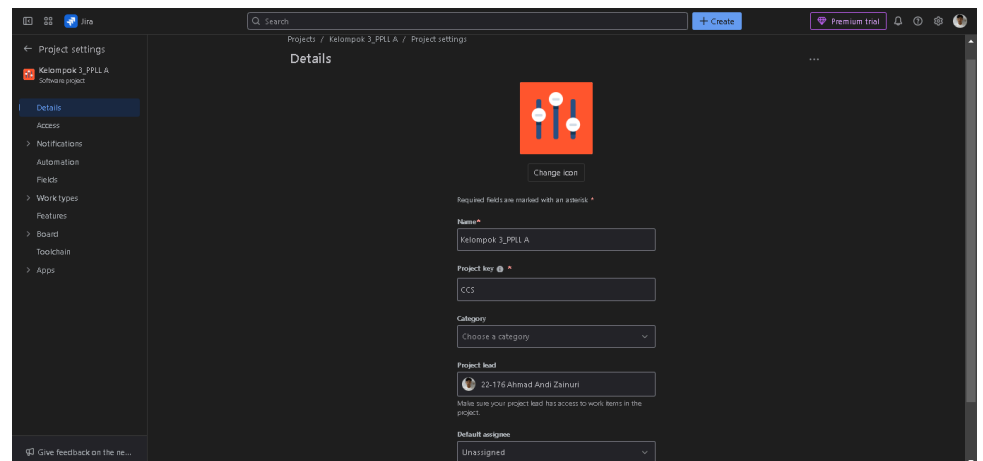 Jira
Search
+ Create
Premium trial
Projects / Kelompok 3_PPLL A / Project settings
Project settings
Details
Kelompok 3_PPLL A
Software project
Details
Access
Notifications
Automation
Fields
Work types
Features
Board
Toolchain
Apps
Give feedback on the ne...
Change icon
Required fields are marked with an asterisk *
Name*
Kelompok 3_PPLL A
Project key *
CCS
Category
Choose a category
Project lead
22-176 Ahmad Andi Zainuri
Make sure your project lead has access to work items in the
project.
Default assignee
Unassigned